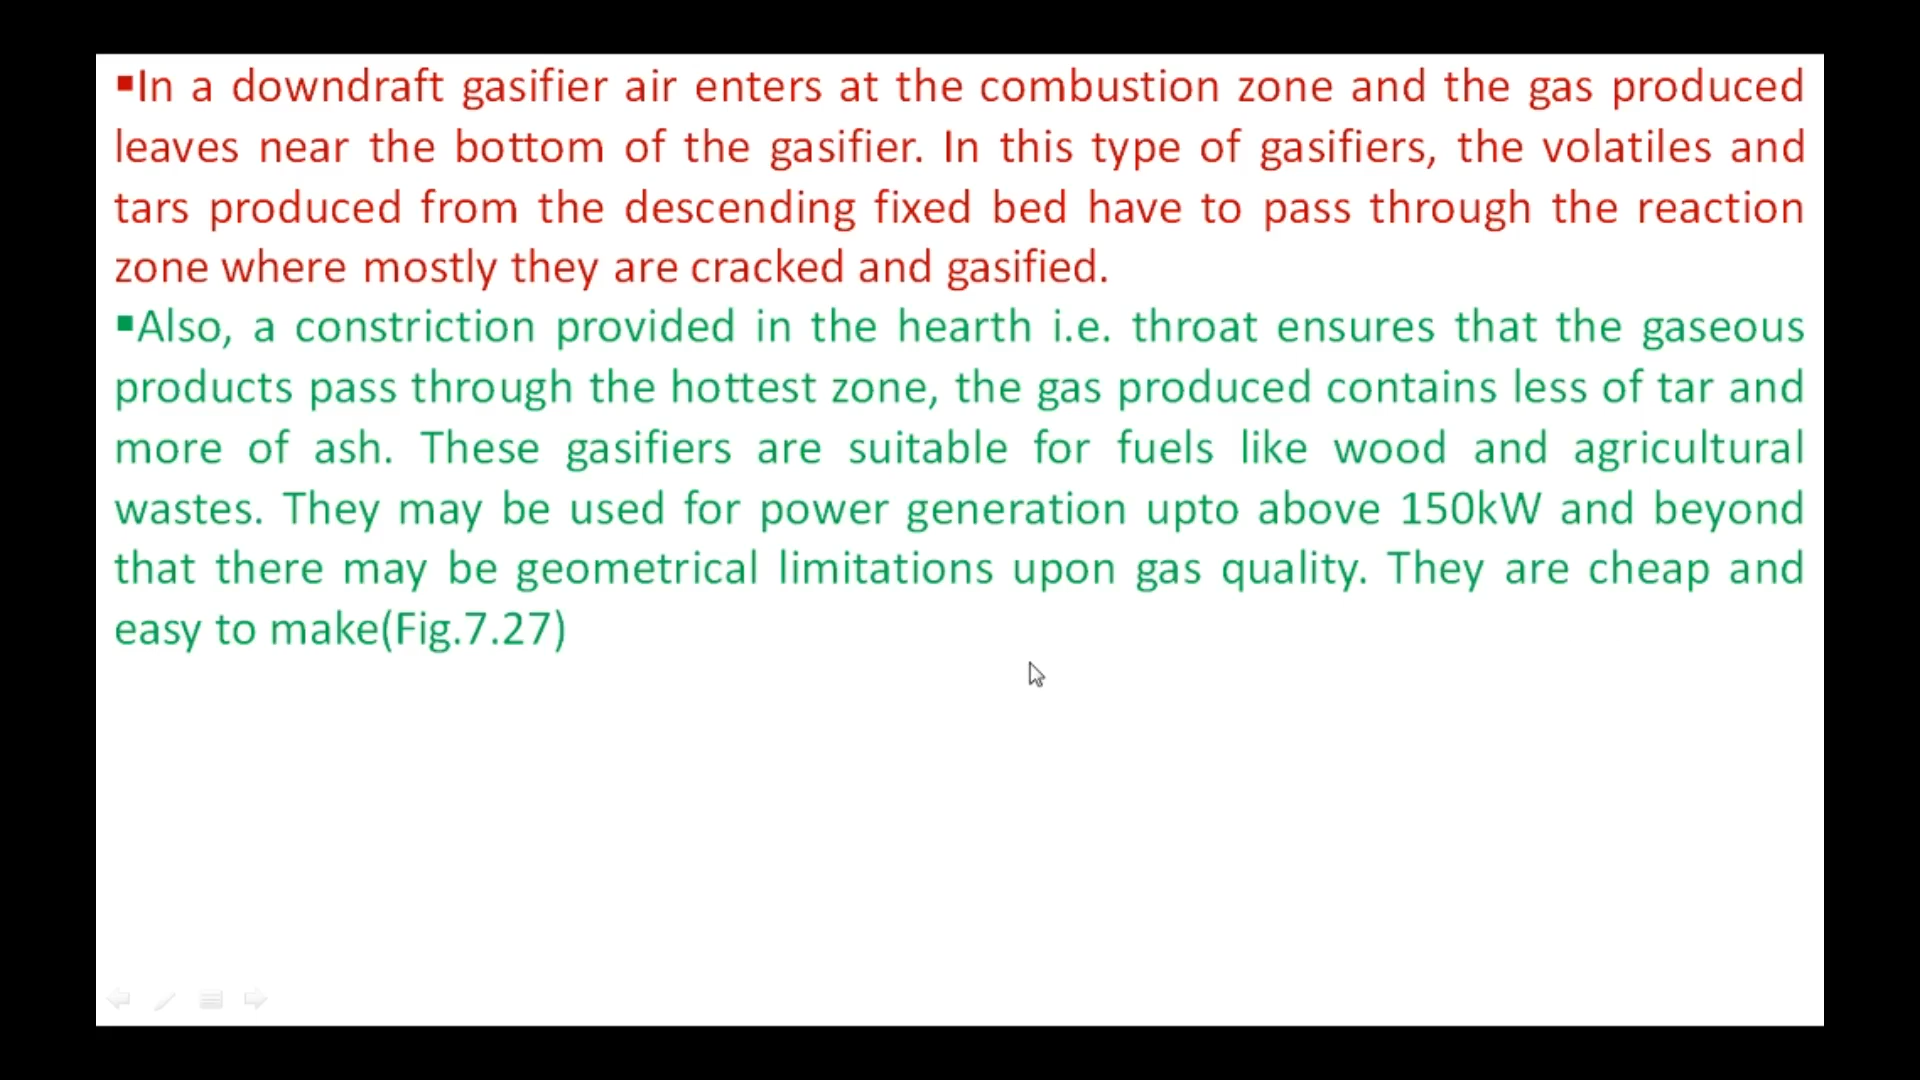 ▪In a downdraft gasifier air enters at the combustion zone and the gas produced
leaves near the bottom of the gasifier. In this type of gasifiers, the volatiles and
tars produced from the descending fixed bed have to pass through the reaction
zone where mostly they are cracked and gasified.
▪Also, a constriction provided in the hearth i.e. throat ensures that the gaseous
products pass through the hottest zone, the gas produced contains less of tar and
more of ash. These gasifiers are suitable for fuels like wood and agricultural
wastes. They may be used for power generation upto above 150kW and beyond
that there may be geometrical limitations upon gas quality. They are cheap and
easy to make(Fig.7.27)